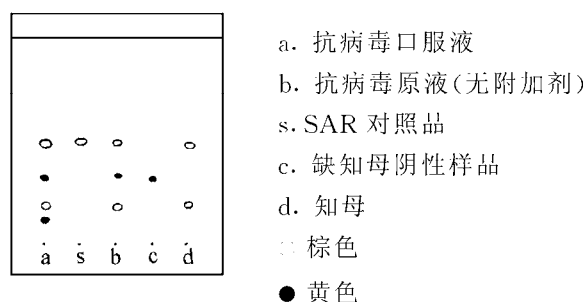 a s b c d
a. 抗病毒口服液
b. 抗病毒原液(无附加剂)
s. SAR 对照品
c. 缺知母阴性样品
d. 知母
棕色
● 黄色